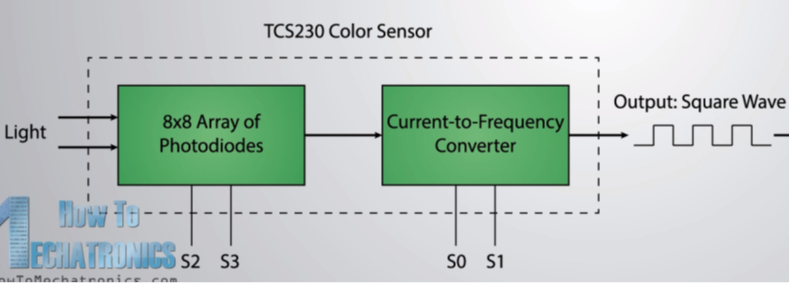 TCS230 Color Sensor
Light
8x8 Array of
Photodiodes
Current-to-Frequency
Converter
Output: Square Wave
S2 S3 S0 S1
How To
MECHATRONICS
owToMechatronics.com